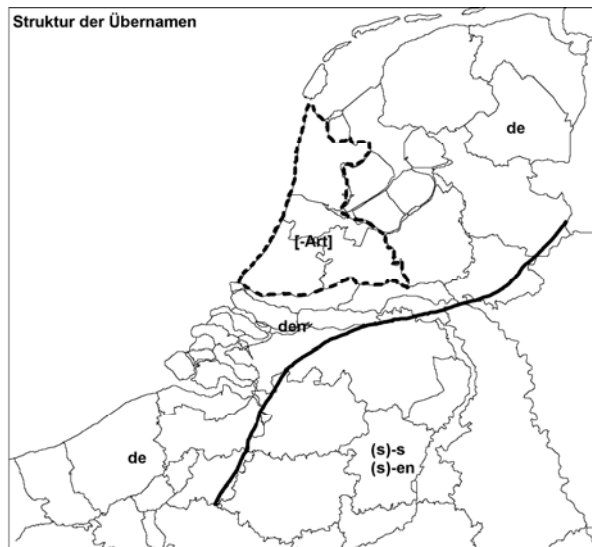 Struktur der Übernamen
de
[-Art]
den
de
(s)-s
(s)-en